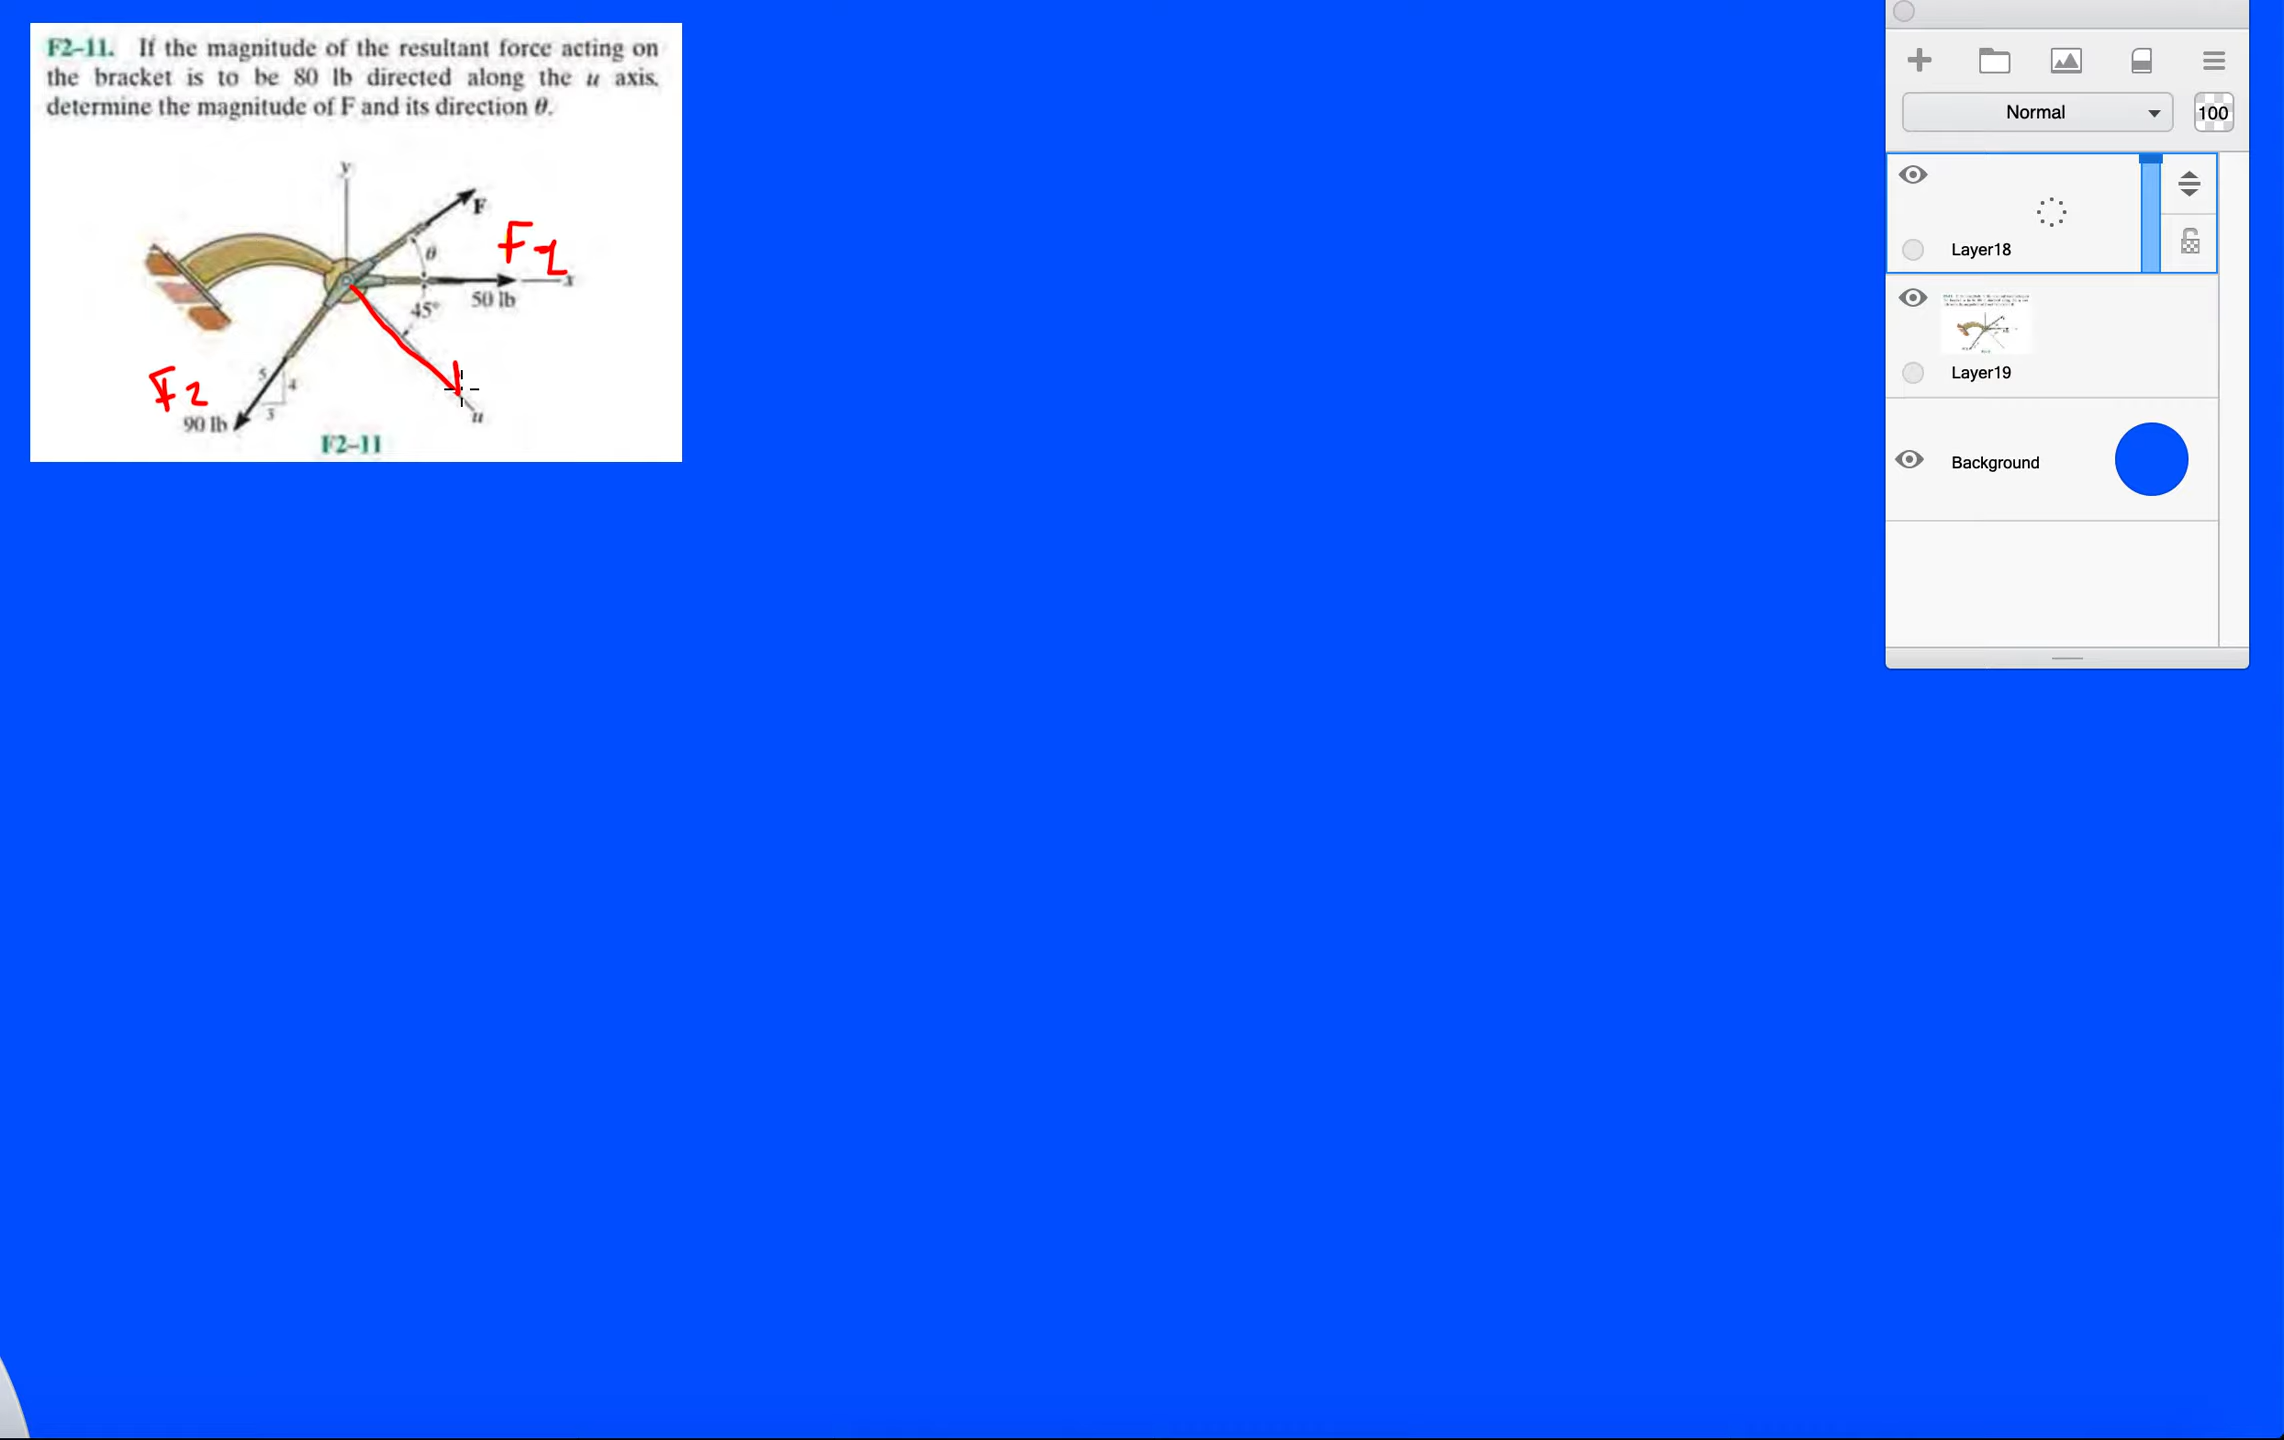 F2–11. If the magnitude of the resultant force acting on
the bracket is to be 80 lb directed along the u axis,
determine the magnitude of F and its direction θ.
y
F
F1
θ
x
50 lb
45°
F2
5
4
3
90 lb
u
F2–11
Normal
100
Layer18
Layer19
Background